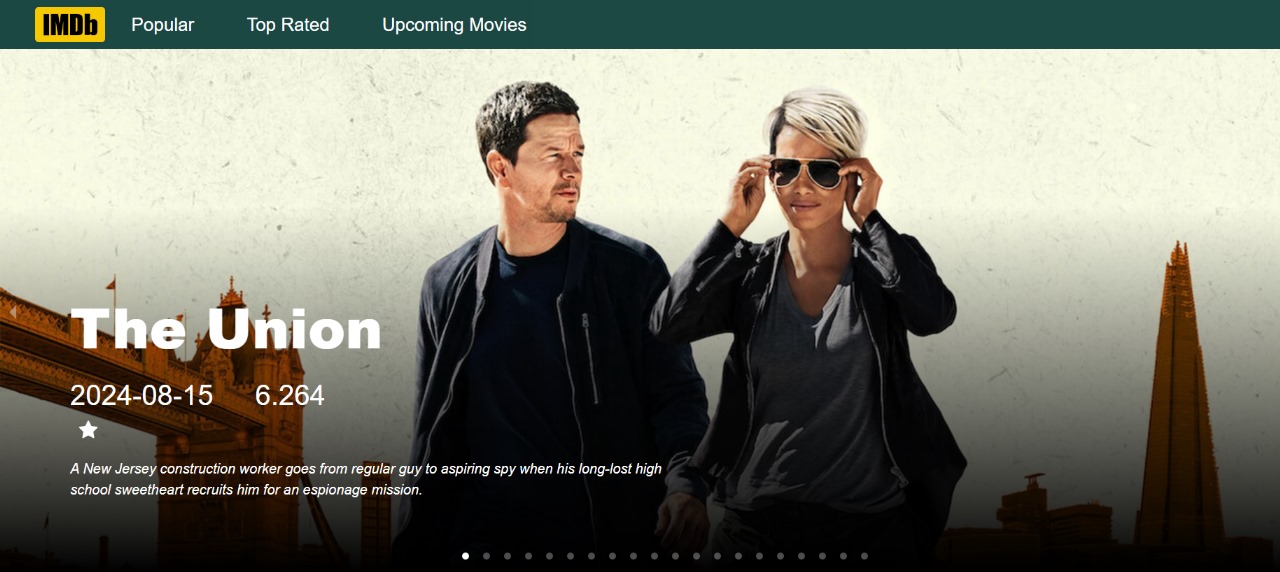 IMDb Popular Top Rated Upcoming Movies
The Union
2024-08-15 6.264
A New Jersey construction worker goes from regular guy to aspiring spy when his long-lost high
school sweetheart recruits him for an espionage mission.